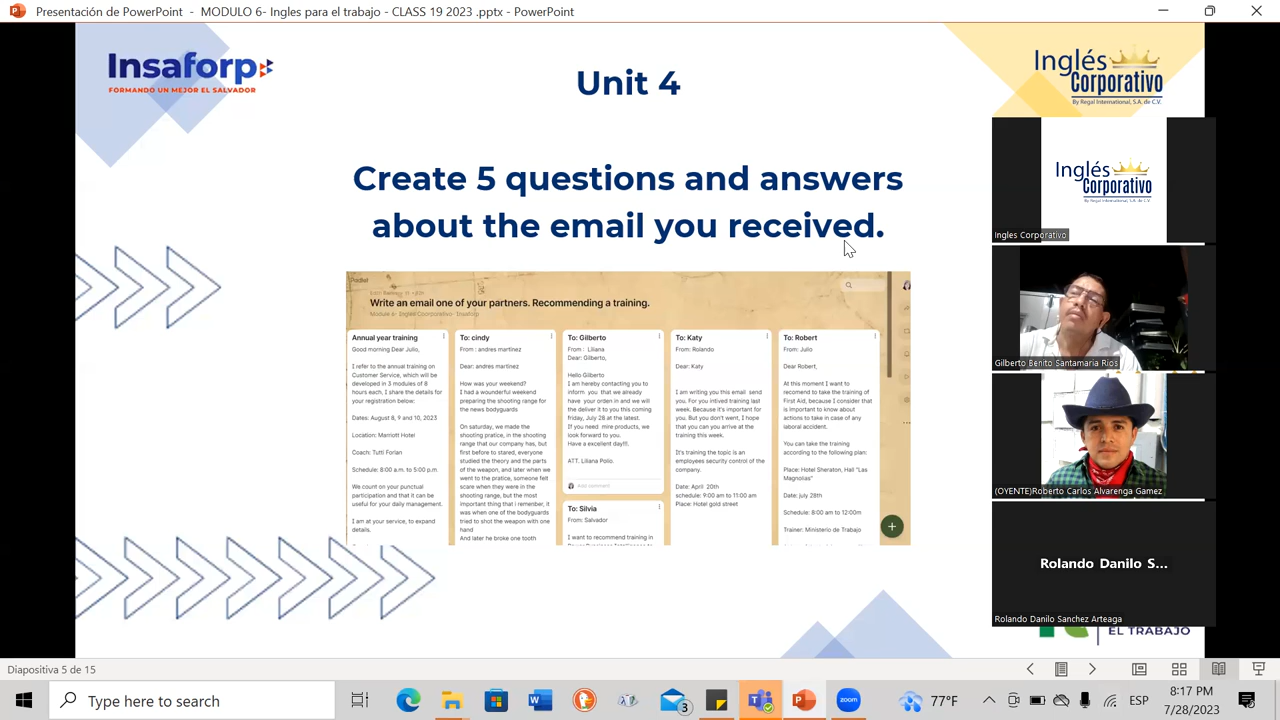 Presentación de PowerPoint - MODULO 6- Ingles para el trabajo - CLASS 19 2023 .pptx - PowerPoint
Insaforp
FORMANDO UN MEJOR EL SALVADOR
Unit 4
Inglés
Corporativo
By Regal International, S.A. de C.V.
Create 5 questions and answers
about the email you received.
Padlet
Write an email one of your partners. Recommending a training.
Module 6- Inglés Coorporativo- Insaforp
Annual year training
Good morning Dear Julio,
I refer to the annual training on
Customer Service, which will be
developed in 3 modules of 8
hours each, I share the details for
your registration below:
Dates: August 8, 9 and 10, 2023
Location: Marriott Hotel
Coach: Tutti Forlan
Schedule: 8:00 a.m. to 5:00 p.m.
We count on your punctual
participation and that it can be
useful for your daily management.
I am at your service, to expand
details.
To: cindy
From : andres martinez
Dear: andres martinez
How was your weekend?
I had a wounderful weekend
preparing the shooting range for
the news bodyguards
On saturday, we made the
shooting pratice, in the shooting
range that our company has, but
first before to stared, everyone
studied the theory and the parts
of the weapon, and later when we
went to the pratice, someone felt
scare when they were in the
shooting range, but the most
important thing that i remenber, it
was when one of the bodyguards
tried to shot the weapon with one
hand
And later he broke one tooth
To: Gilberto
From : Liliana
Dear: Gilberto,
Hello Gilberto
I am hereby contacting you to
inform you that we already
have your orden in and we will
the deliver it to you this coming
friday, July 28 at the latest.
If you need mire products, we
look forward to you.
Have a excelent day!!!.
ATT. Liliana Polio.
Add comment
To: Silvia
From: Salvador
I want to recommend training in
To: Katy
From: Rolando
Dear: Katy
I am writing you this email send
you. For you intived training last
week. Because it's important for
you. But you don't went, I hope
that you can you arrive at the
training this week.
It's training the topic is an
employees security control of the
company.
Date: April 20th
schedule: 9:00 am to 11:00 am
Place: Hotel gold street
To: Robert
From: Julio
Dear Robert,
At this moment I want to
recomend to take the training of
First Aid, because I consider that
is important to know about
actions to take in case of any
laboral accident.
You can take the training
according to the following plan:
Place: Hotel Sheraton, Hall "Las
Magnolias"
Date: july 28th
Schedule: 8:00 am to 12:00m
Trainer: Ministerio de Trabajo
Inglés
Corporativo
By Regal International, S.A. de C.V.
Ingles Corporativo
Gilberto Benito Santamaria Rios
(OYENTE)Roberto Carlos Alvarenga Gamez
Rolando Danilo S...
Rolando Danilo Sanchez Arteaga
EL TRABAJO
Diapositiva 5 de 15
Type here to search
3
77°F
ESP
8:17 PM
7/28/2023